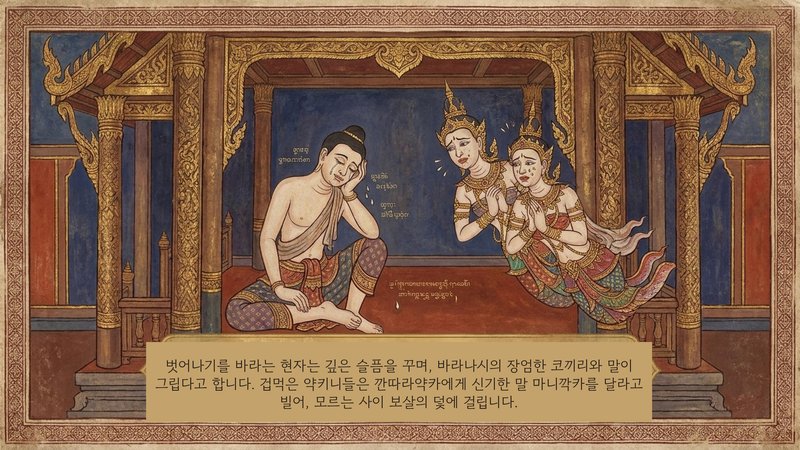 벗어나기를 바라는 현자는 깊은 슬픔을 꾸며, 바라나시의 장엄한 코끼리와 말이
그립다고 합니다. 겁먹은 약키니들은 깐따라약카에게 신기한 말 마니깍카를 달라고
빌어, 모르는 사이 보살의 덫에 걸립니다.